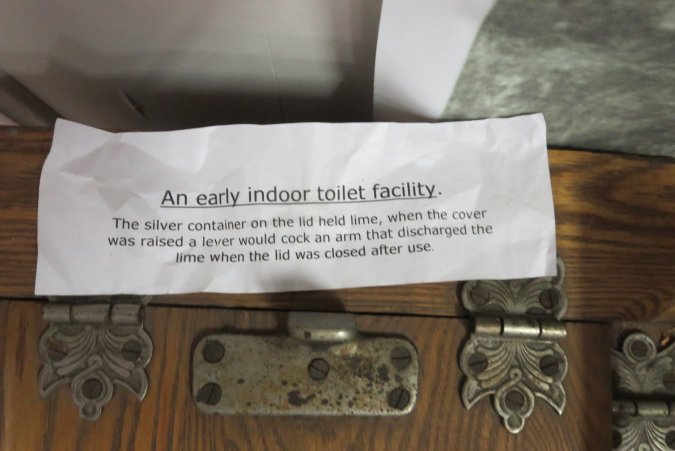 An early indoor toilet facility.
The silver container on the lid held lime, when the cover
was raised a lever would cock an arm that discharged the
lime when the lid was closed after use.